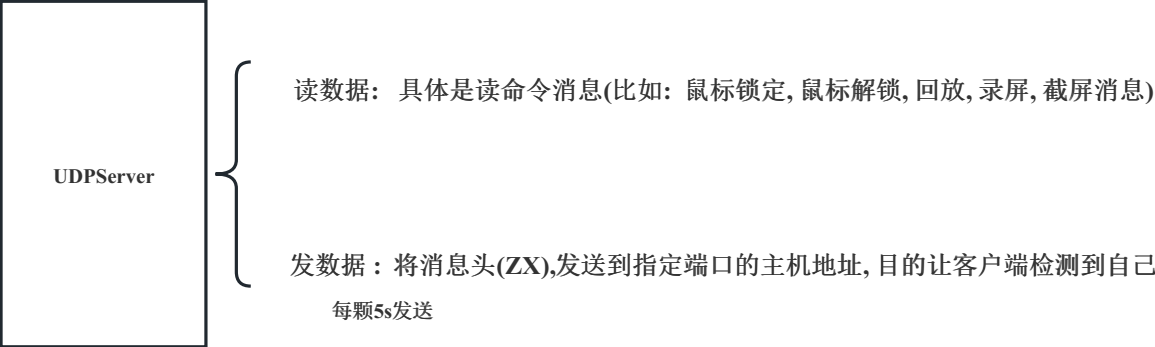 读数据: 具体是读命令消息(比如: 鼠标锁定, 鼠标解锁, 回放, 录屏, 截屏消息)
UDPServer
发数据 : 将消息头(ZX),发送到指定端口的主机地址, 目的让客户端检测到自己
每颗5s发送